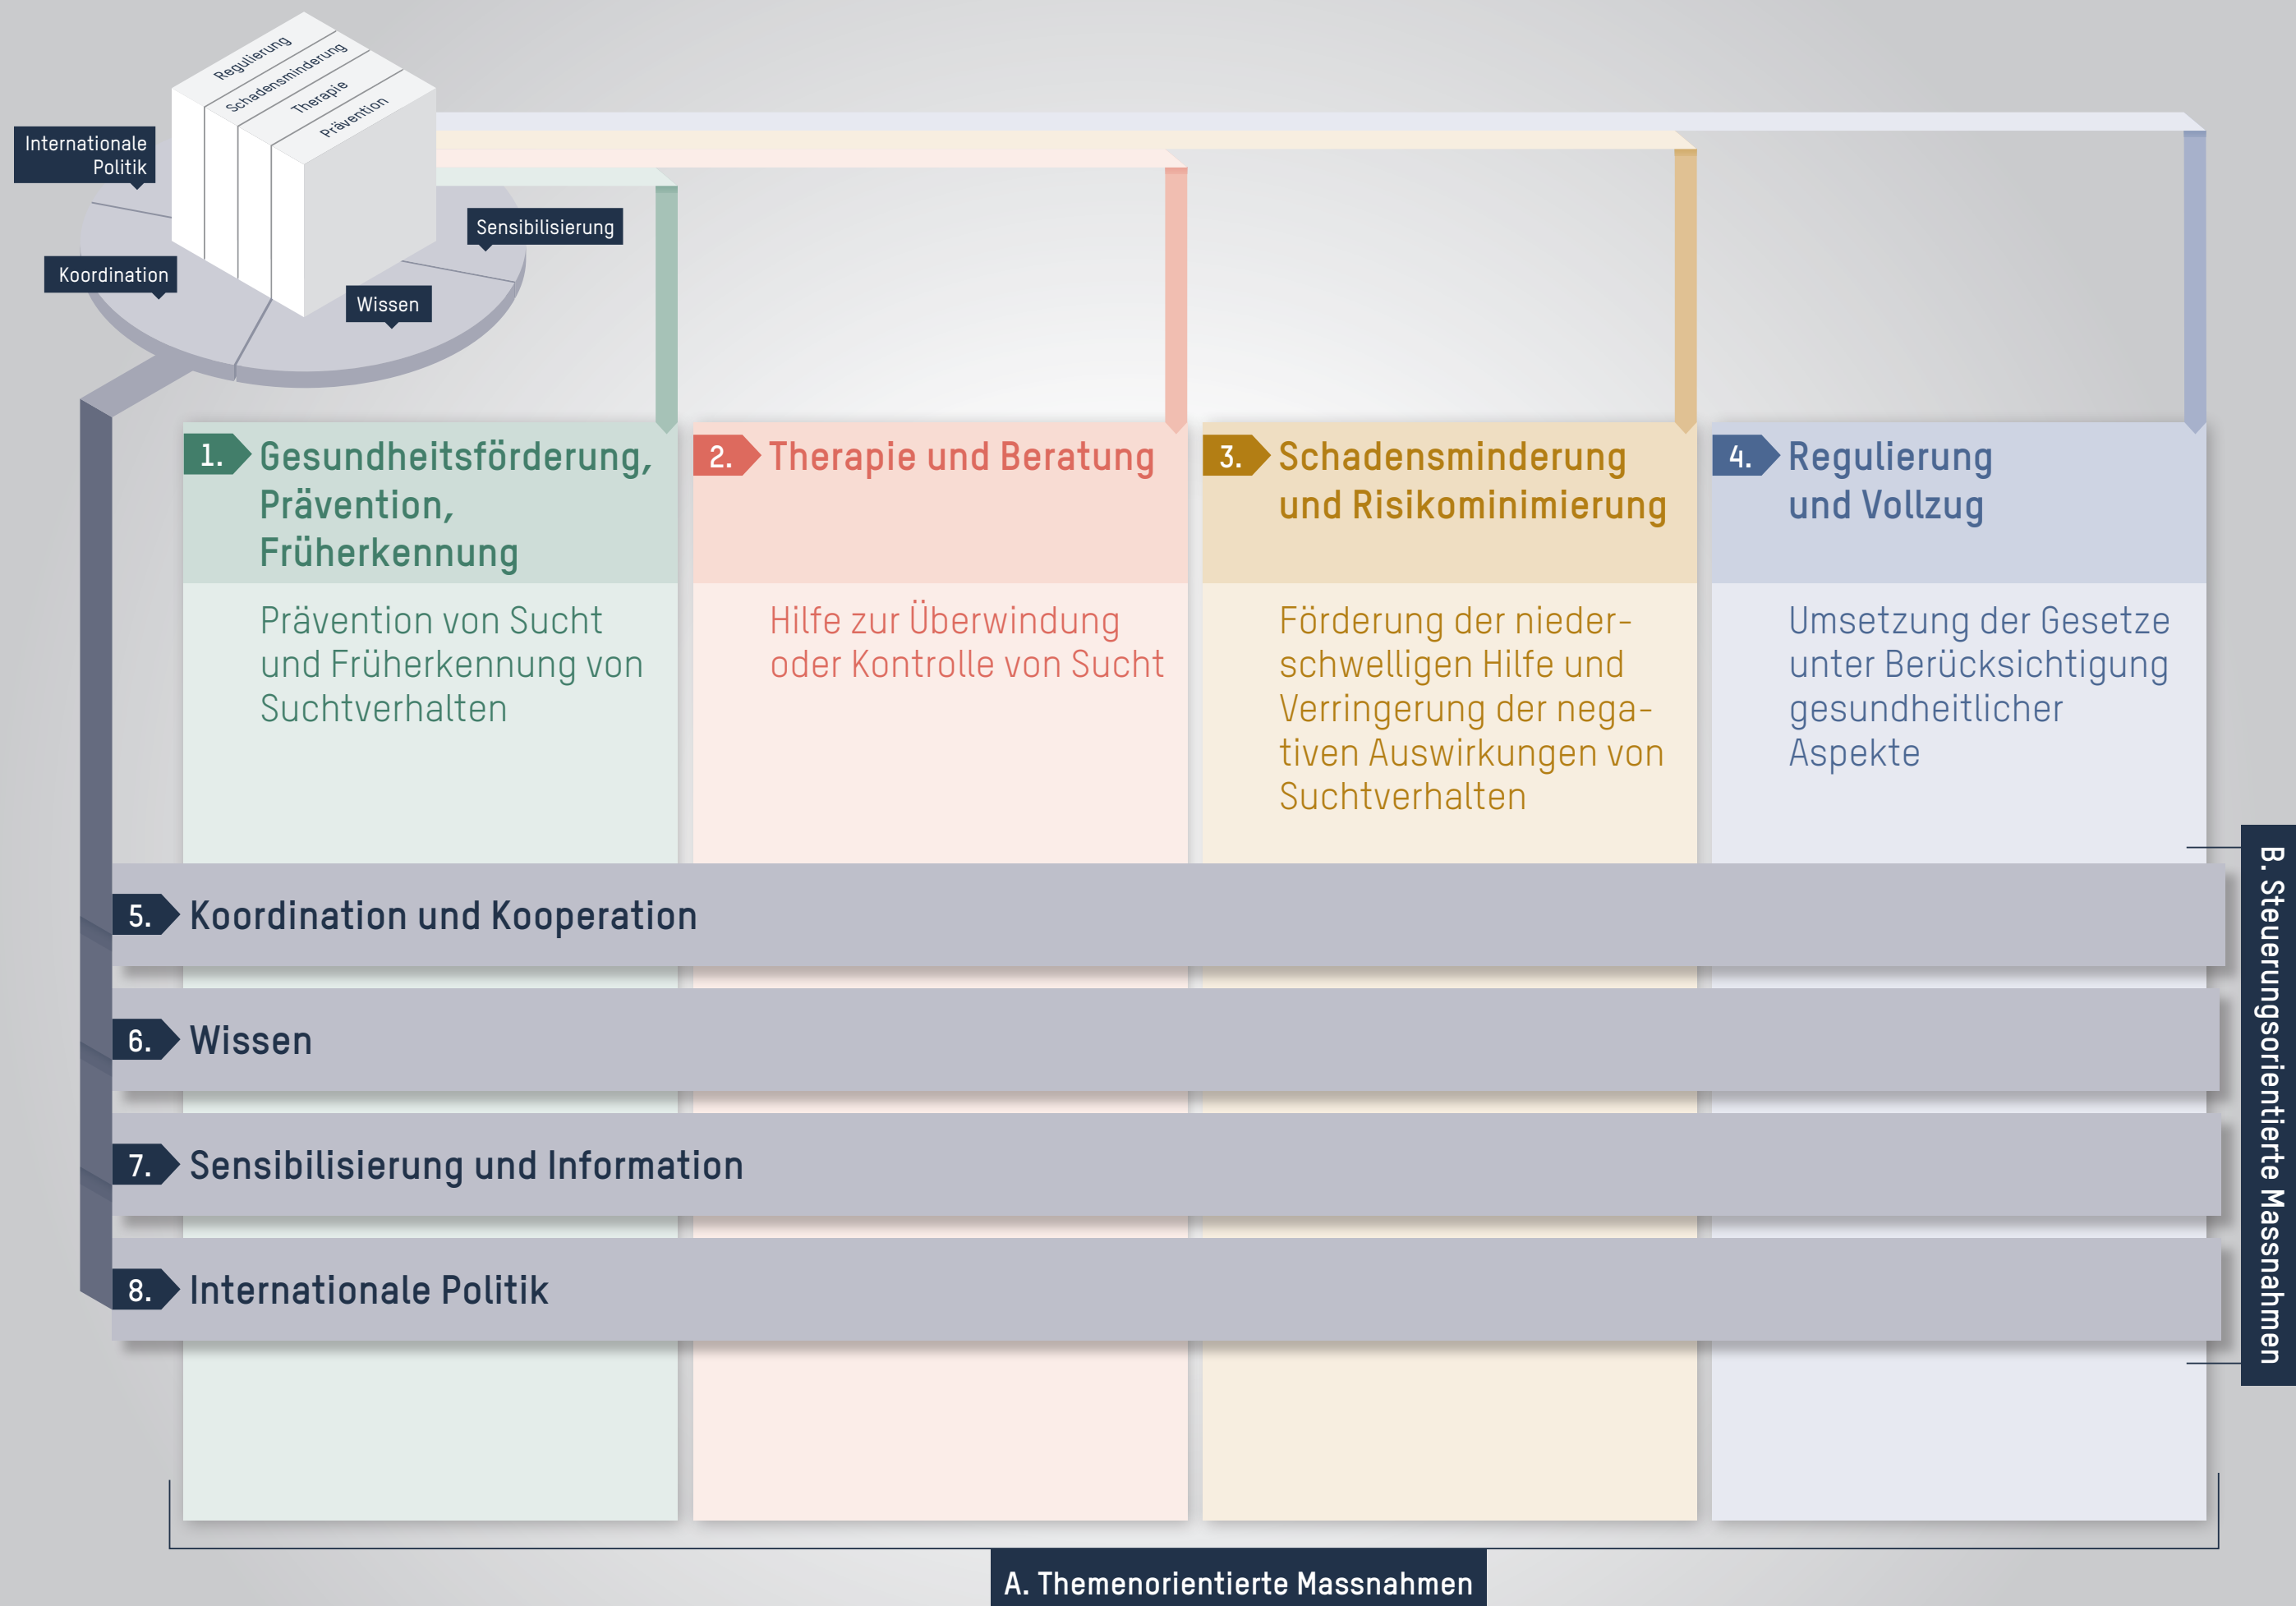 Regulierung
Schadensminderung
Therapie
Prävention
Internationale
Politik
Sensibilisierung
Koordination
Wissen
1.
Gesundheitsförderung,
Prävention,
Früherkennung
Prävention von Sucht
und Früherkennung von
Suchtverhalten
2.
Therapie und Beratung
Hilfe zur Überwindung
oder Kontrolle von Sucht
3.
Schadensminderung
und Risikominimierung
Förderung der nieder-
schwelligen Hilfe und
Verringerung der nega-
tiven Auswirkungen von
Suchtverhalten
4.
Regulierung
und Vollzug
Umsetzung der Gesetze
unter Berücksichtigung
gesundheitlicher
Aspekte
5. Koordination und Kooperation
6. Wissen
7. Sensibilisierung und Information
8. Internationale Politik
B. Steuerungsorientierte Massnahmen
A. Themenorientierte Massnahmen